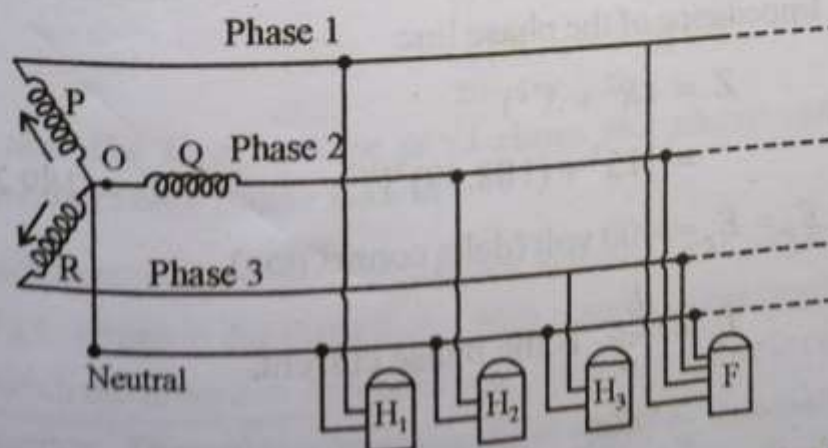 Phase 1
P
O
Q
Phase 2
R
Phase 3
Neutral
H₁
H₂
H₃
F